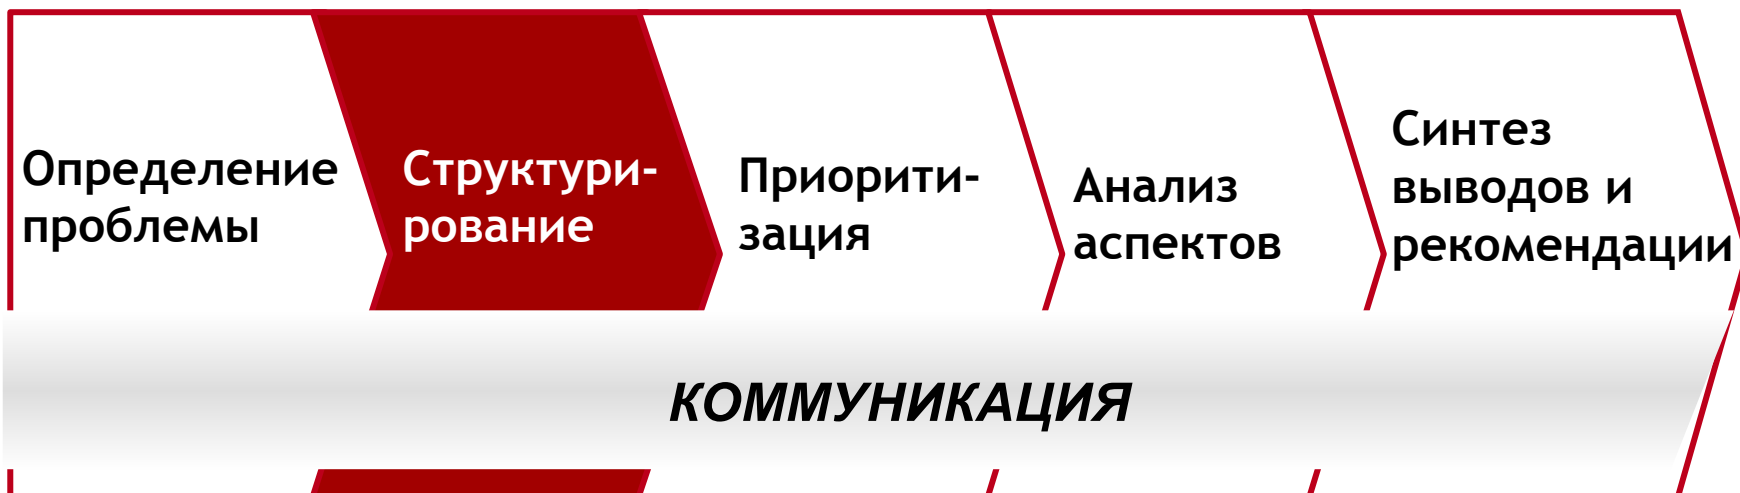 Определение
проблемы
Структури-
рование
Приорити-
зация
Анализ
аспектов
Синтез
выводов и
рекомендации
КОММУНИКАЦИЯ